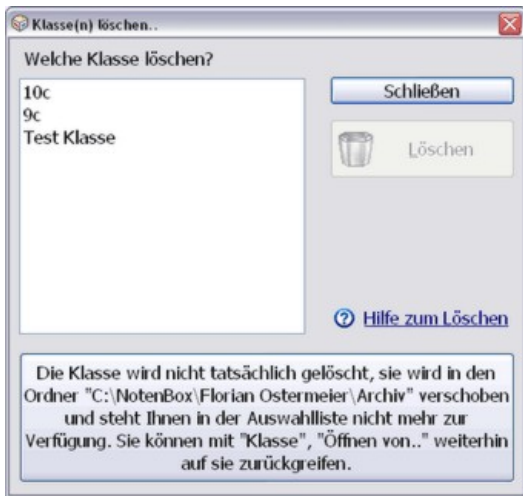 Klasse(n) löschen..
Welche Klasse löschen?
10c
9c
Test Klasse
Schließen
Löschen
Hilfe zum Löschen
Die Klasse wird nicht tatsächlich gelöscht, sie wird in den
Ordner "C:\NotenBox\Florian Ostermeier\Archiv" verschoben
und steht Ihnen in der Auswahlliste nicht mehr zur
Verfügung. Sie können mit "Klasse", "Öffnen von.." weiterhin
auf sie zurückgreifen.